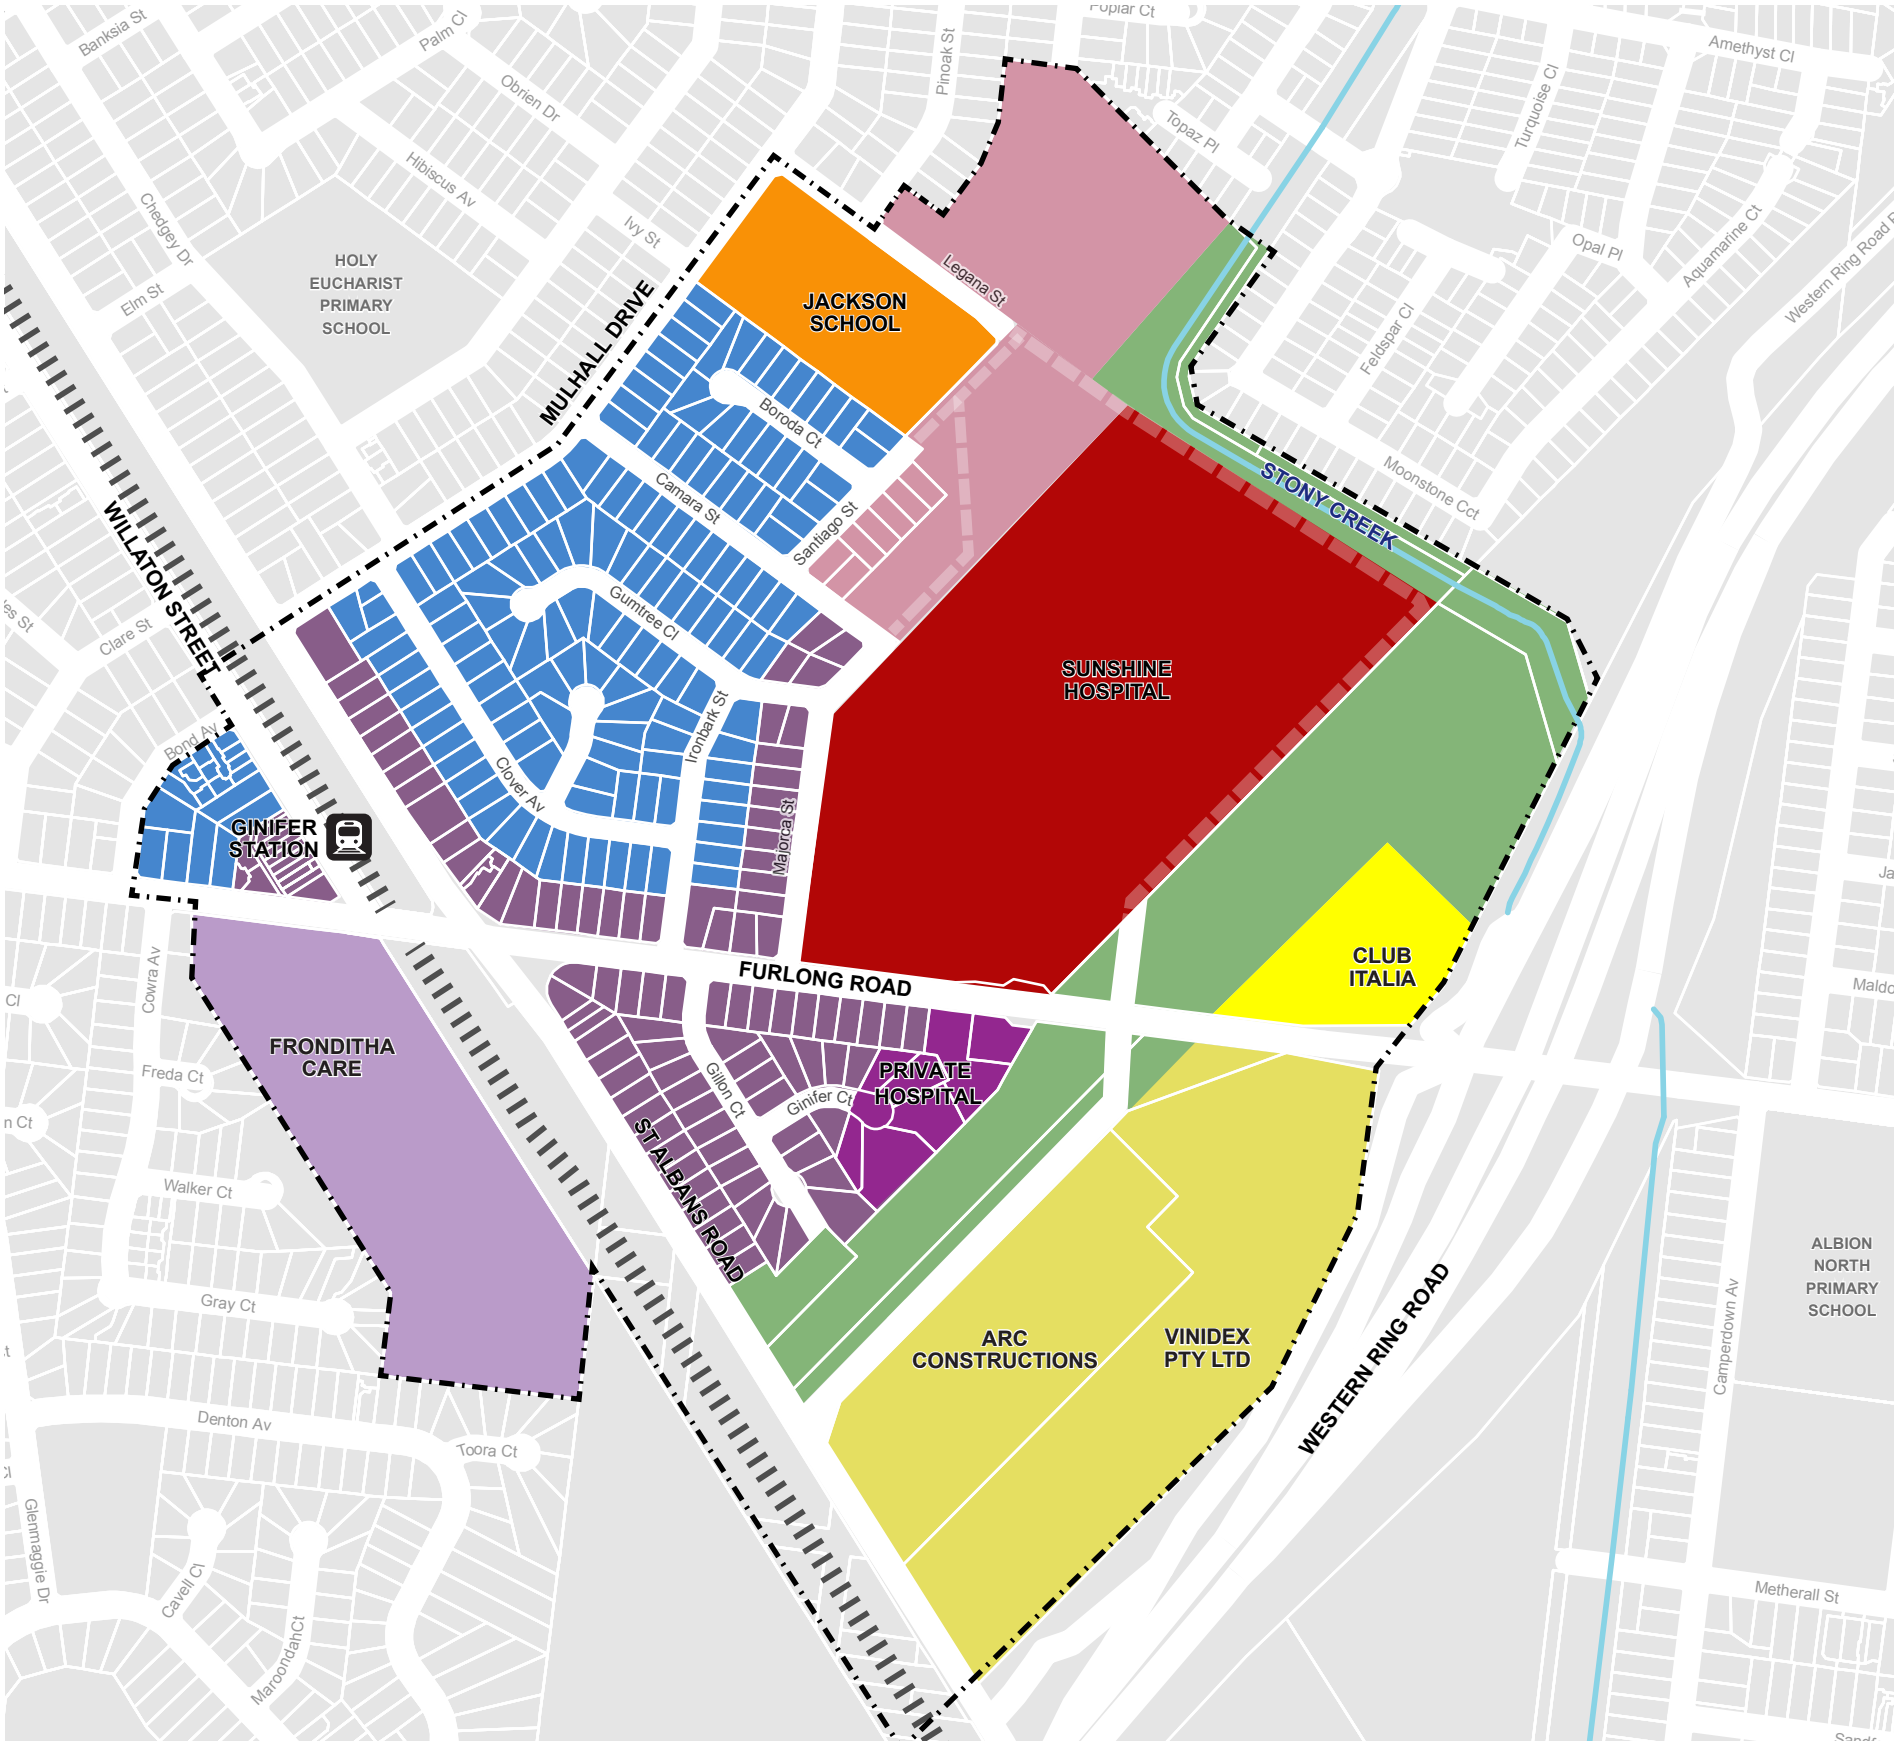 Banksia St
Palm Cl
Poplar Ct
Pinoak St
Amethyst Cl
Obrien Dr
Turquoise Cl
Topaz Pl
Hibiscus Av
Chedgey Dr
Ivy St
Opal Pl
Aquamarine Ct
Western Ring Road
HOLY
EUCHARIST
PRIMARY
SCHOOL
Elm St
Legana St
JACKSON
SCHOOL
MULHALL DRIVE
Feldspar Cl
Boroda Ct
Camara St
Santiago St
STONY CREEK
Moonstone Cct
WILLATON STREET
es St
Clare St
Gumtree Cl
SUNSHINE
HOSPITAL
Bond Av
Ironbark St
Clover Av
Majorca St
GINIFER
STATION
Ja
CLUB
ITALIA
FURLONG ROAD
Cowra Av
Cl
Maldo
FRONDITHA
CARE
Freda Ct
Gillon Ct
Ginifer Ct
PRIVATE
HOSPITAL
n Ct
ST ALBANS ROAD
Walker Ct
Gray Ct
ALBION
NORTH
PRIMARY
SCHOOL
ARC
CONSTRUCTIONS
VINIDEX
PTY LTD
WESTERN RING ROAD
Camperdown Av
Denton Av
Toora Ct
Cl
Glenmaggie Dr
Cavell Cl
MaroondahCt
Metherall St